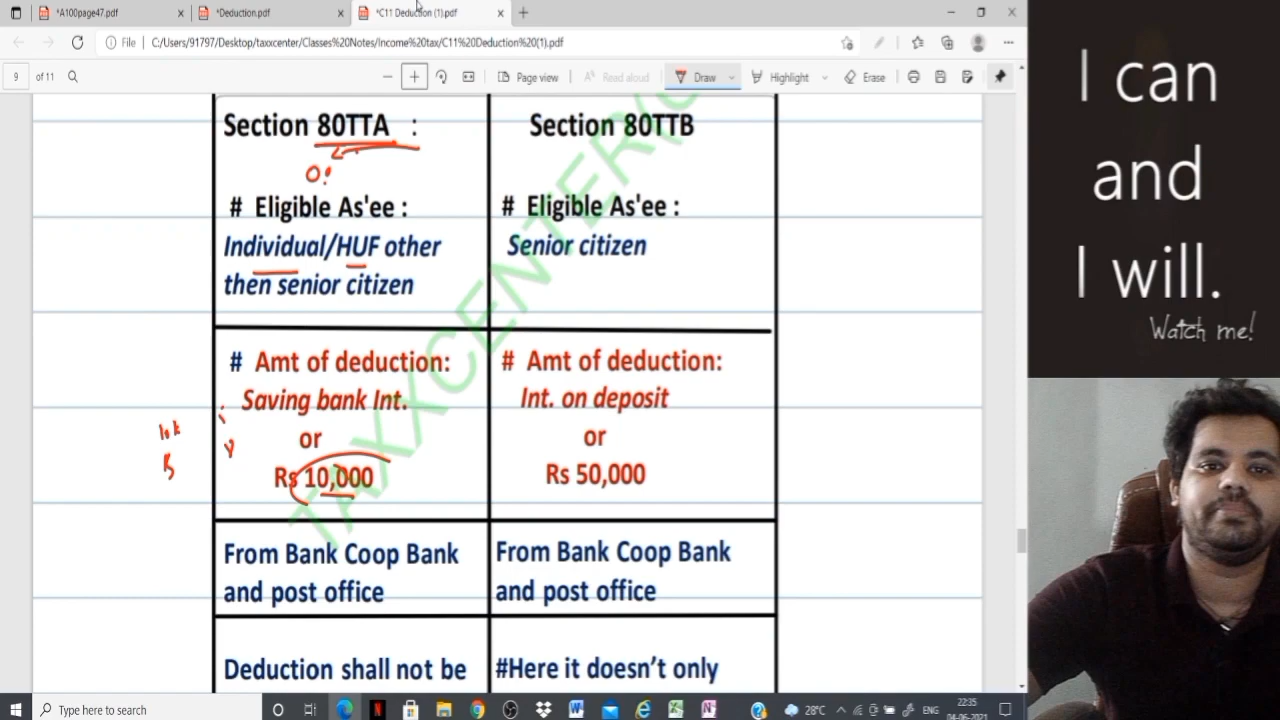 *A100page47.pdf
*Deduction.pdf
*C11 Deduction (1).pdf
File
C:/Users/91797/Desktop/taxxcenter/Classes%20Notes/Income%20tax/C11%20Deduction%20(1).pdf
9 of 11
Page view
Read aloud
Draw
Highlight
Erase
Section 80TTA :
# Eligible As'ee :
Individual/HUF other
then senior citizen
# Amt of deduction:
Saving bank Int.
or
Rs 10,000
From Bank Coop Bank
and post office
Deduction shall not be
Section 80TTB
# Eligible As'ee :
Senior citizen
# Amt of deduction:
Int. on deposit
or
Rs 50,000
From Bank Coop Bank
and post office
#Here it doesn't only
TAXXCENTER
I can
and
I will.
Watch me!
Type here to search
28°C
ENG
22:35
04-06-2021